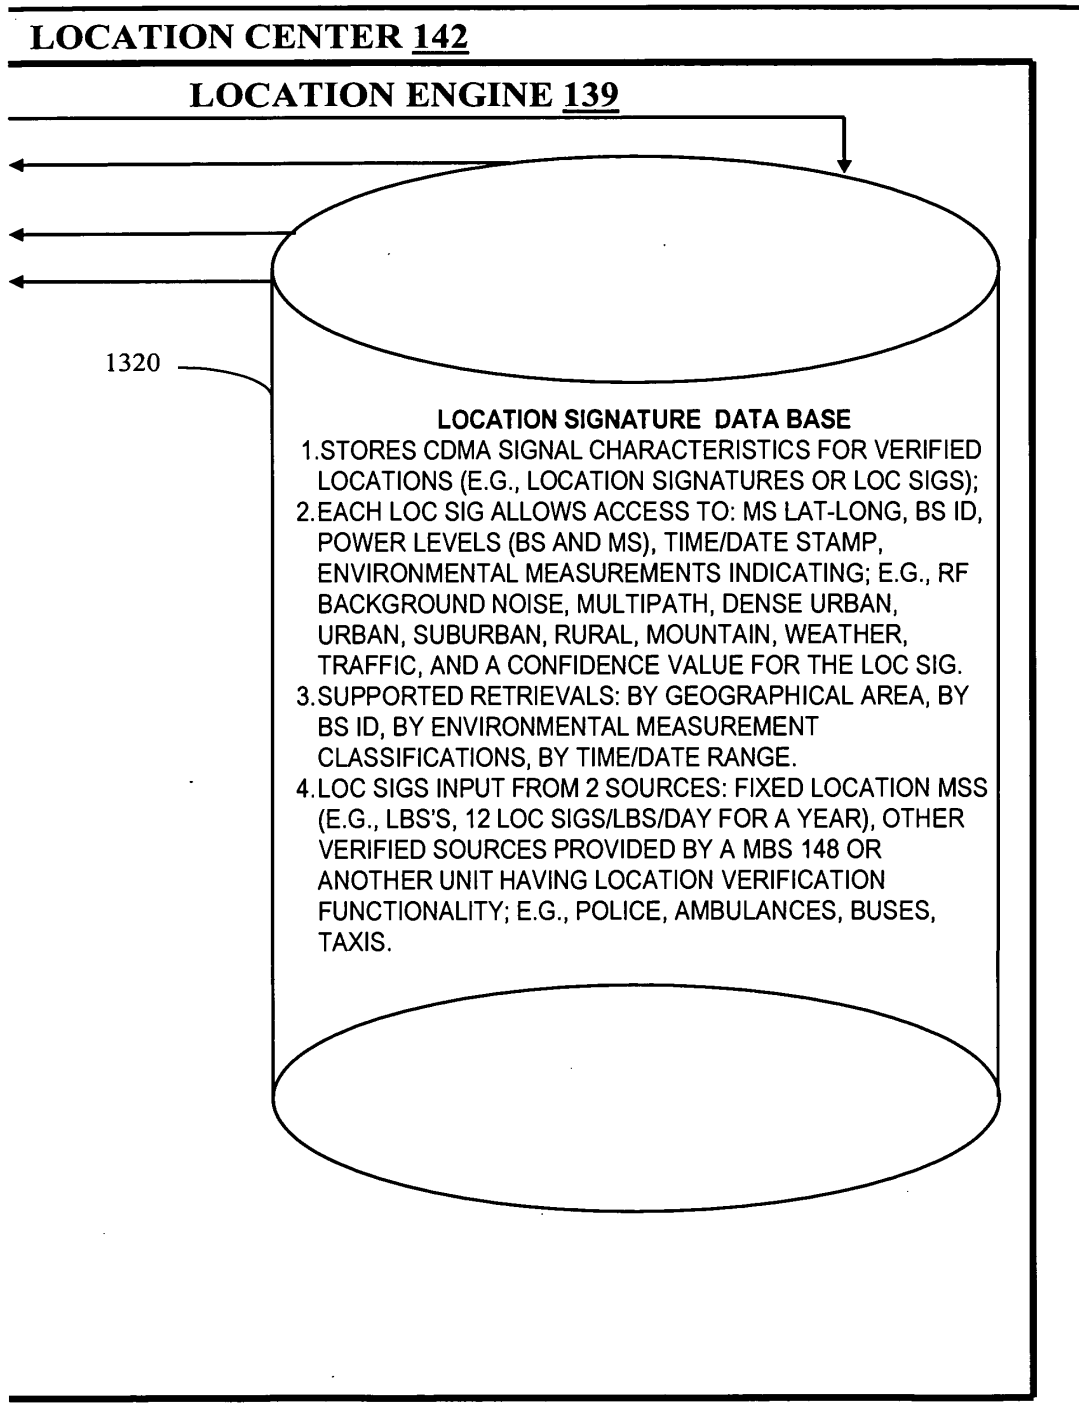 LOCATION CENTER 142
LOCATION ENGINE 139
1320
LOCATION SIGNATURE DATA BASE
1.STORES CDMA SIGNAL CHARACTERISTICS FOR VERIFIED
LOCATIONS (E.G., LOCATION SIGNATURES OR LOC SIGS);
2.EACH LOC SIG ALLOWS ACCESS TO: MS LAT-LONG, BS ID,
POWER LEVELS (BS AND MS), TIME/DATE STAMP,
ENVIRONMENTAL MEASUREMENTS INDICATING; E.G., RF
BACKGROUND NOISE, MULTIPATH, DENSE URBAN,
URBAN, SUBURBAN, RURAL, MOUNTAIN, WEATHER,
TRAFFIC, AND A CONFIDENCE VALUE FOR THE LOC SIG.
3.SUPPORTED RETRIEVALS: BY GEOGRAPHICAL AREA, BY
BS ID, BY ENVIRONMENTAL MEASUREMENT
CLASSIFICATIONS, BY TIME/DATE RANGE.
4.LOC SIGS INPUT FROM 2 SOURCES: FIXED LOCATION MSS
(E.G., LBS'S, 12 LOC SIGS/LBS/DAY FOR A YEAR), OTHER
VERIFIED SOURCES PROVIDED BY A MBS 148 OR
ANOTHER UNIT HAVING LOCATION VERIFICATION
FUNCTIONALITY; E.G., POLICE, AMBULANCES, BUSES,
TAXIS.